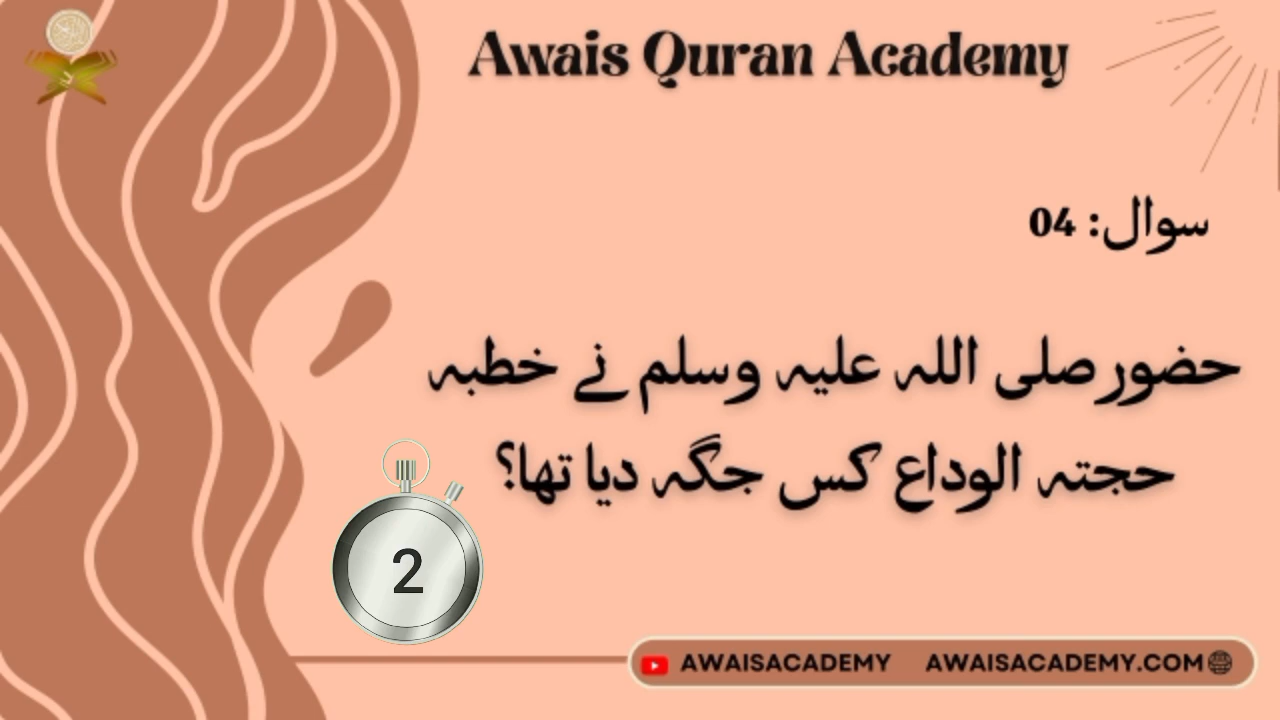 Awais Quran Academy
سوال: 04
حضور صلی اللہ علیہ وسلم نے خطبہ
حجتہ الوداع کس جگہ دیا تھا؟
2
AWAISACADEMY AWAISACADEMY.COM